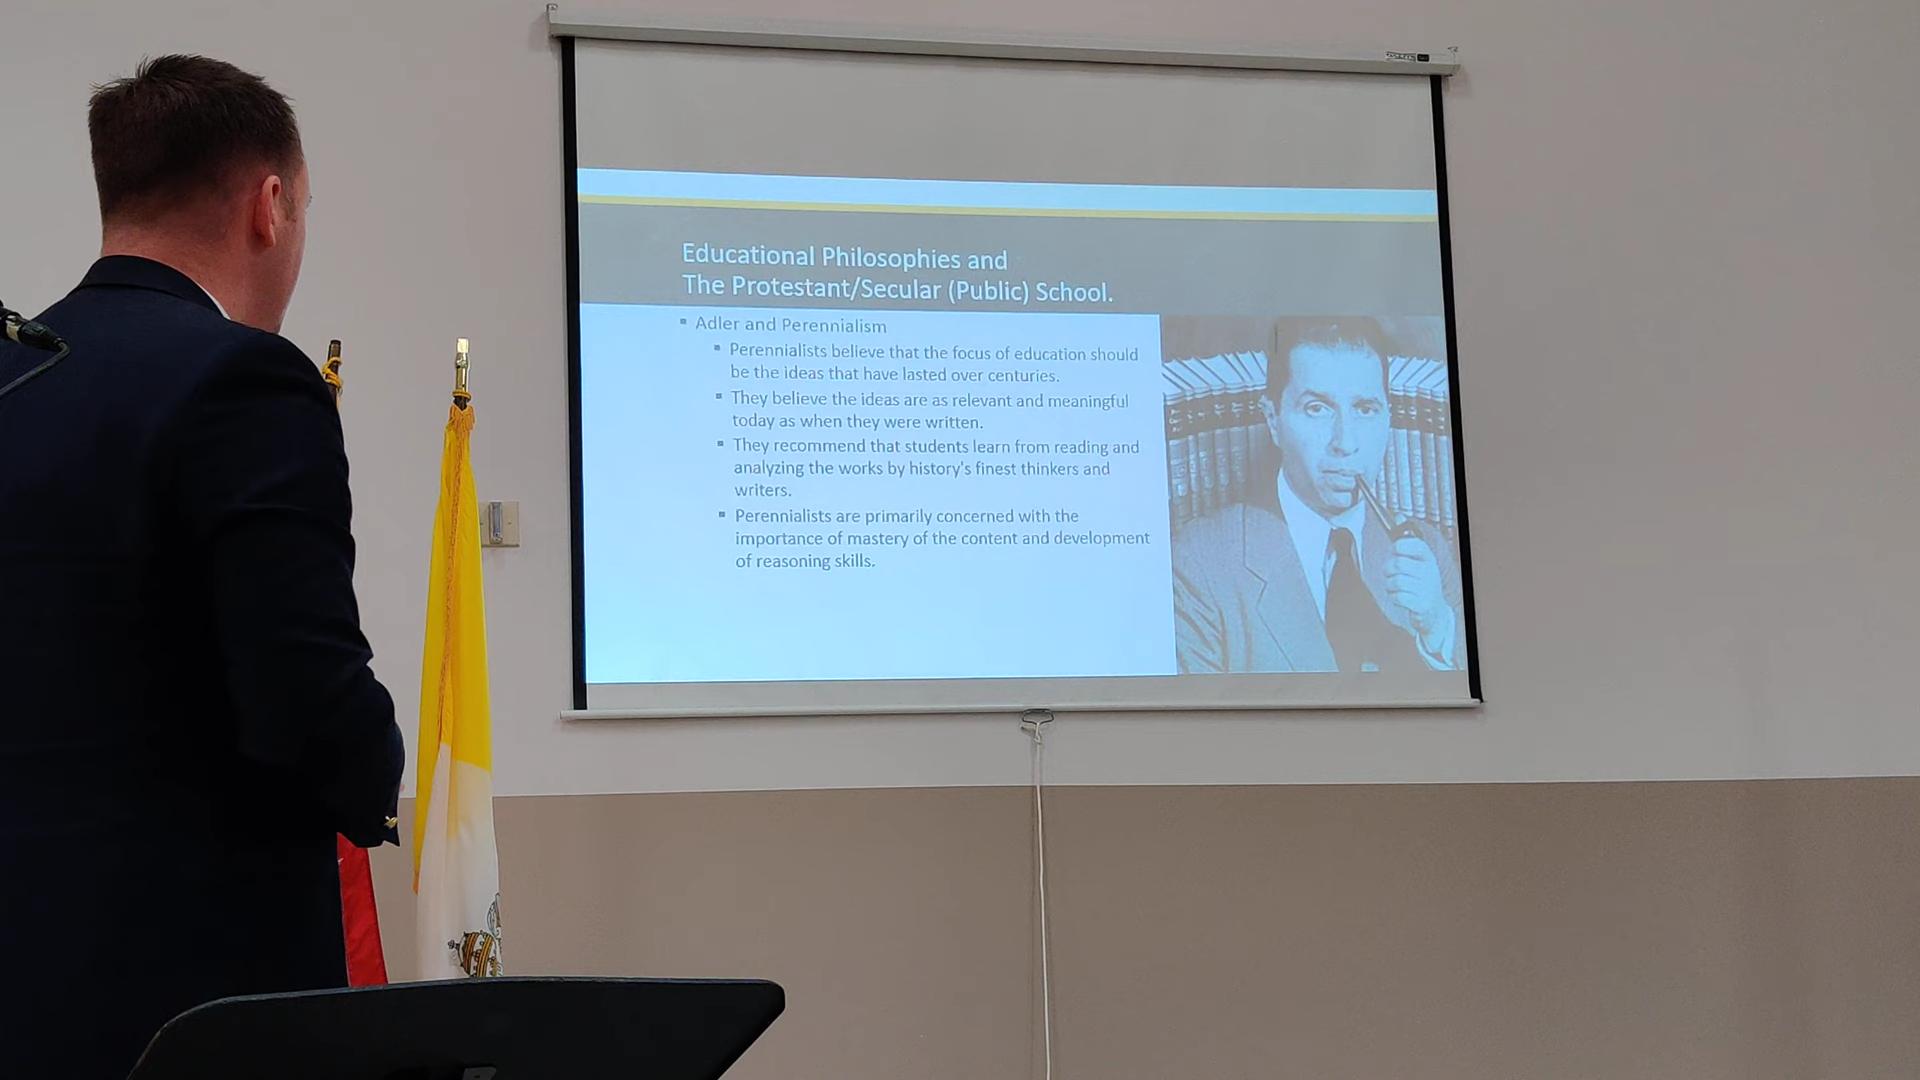 Educational Philosophies and
The Protestant/Secular (Public) School.
▪ Adler and Perennialism
▪ Perennialists believe that the focus of education should
be the ideas that have lasted over centuries.
▪ They believe the ideas are as relevant and meaningful
today as when they were written.
▪ They recommend that students learn from reading and
analyzing the works by history's finest thinkers and
writers.
▪ Perennialists are primarily concerned with the
importance of mastery of the content and development
of reasoning skills.